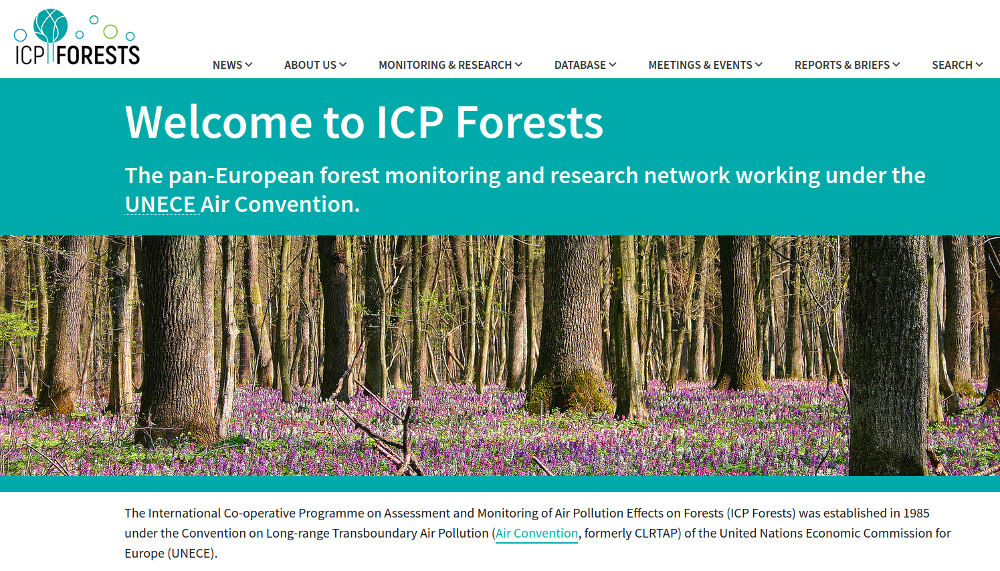 ICP FORESTS
NEWS ABOUT US MONITORING & RESEARCH DATABASE MEETINGS & EVENTS REPORTS & BRIEFS SEARCH
Welcome to ICP Forests
The pan-European forest monitoring and research network working under the
UNECE Air Convention.
The International Co-operative Programme on Assessment and Monitoring of Air Pollution Effects on Forests (ICP Forests) was established in 1985
under the Convention on Long-range Transboundary Air Pollution (Air Convention, formerly CLRTAP) of the United Nations Economic Commission for
Europe (UNECE).